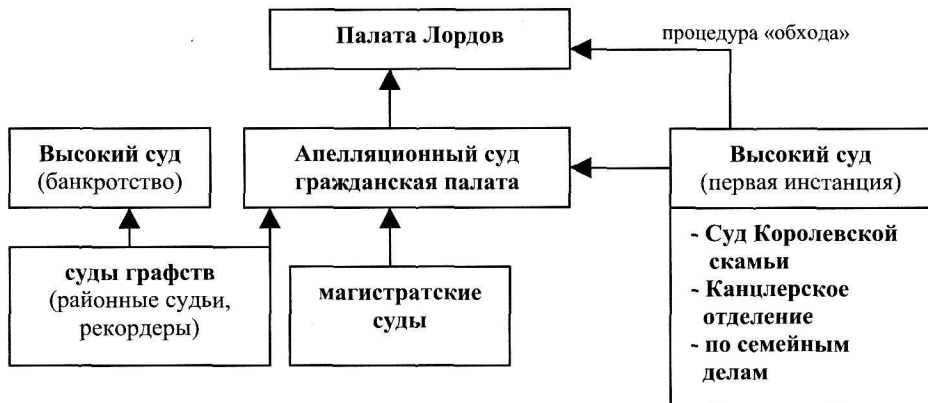 Палата Лордов
процедура «обхода»
Высокий суд
(банкротство)
Апелляционный суд
гражданская палата
Высокий суд
(первая инстанция)
суды графств
(районные судьи,
рекордеры)
магистратские
суды
- Суд Королевской
скамьи
- Канцлерское
отделение
- по семейным
делам